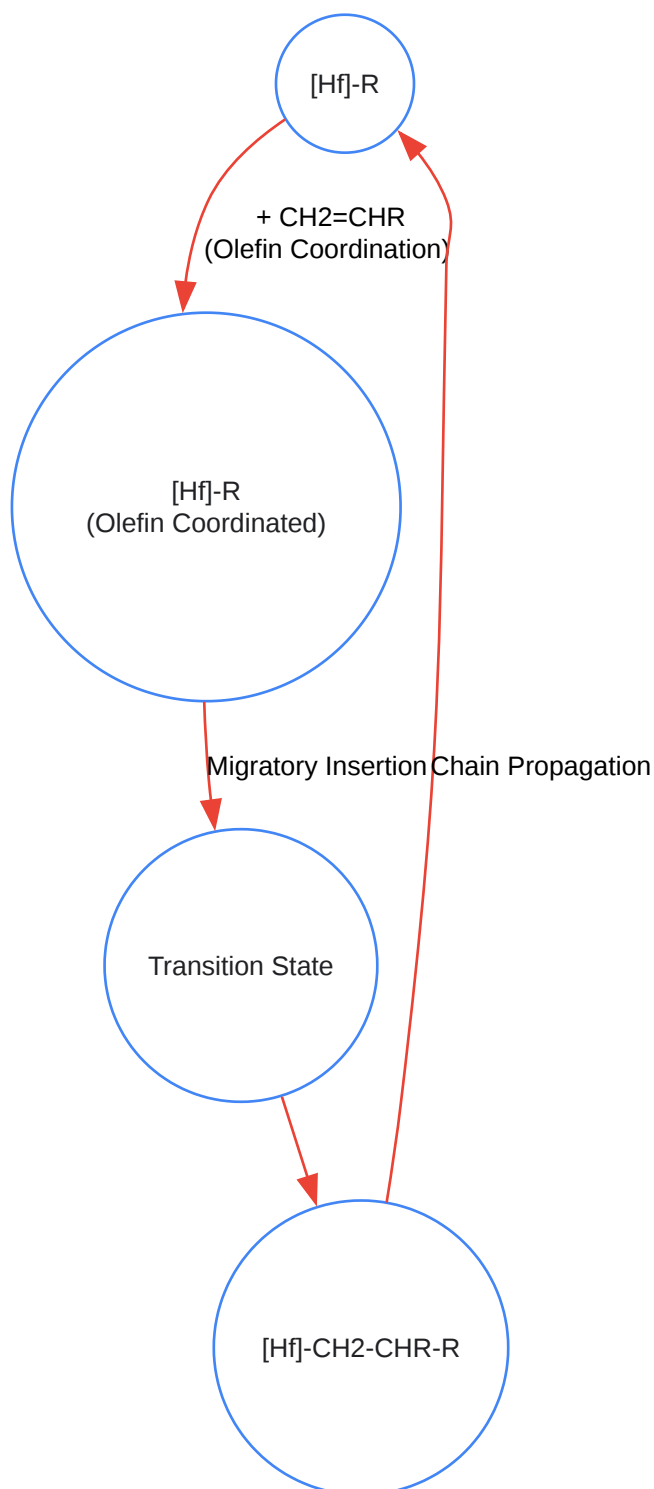 [Hf]-R
+ CH2=CHR
(Olefin Coordination)
[Hf]-R
(Olefin Coordinated)
Migratory Insertion
Chain Propagation
Transition State
[Hf]-CH2-CHR-R